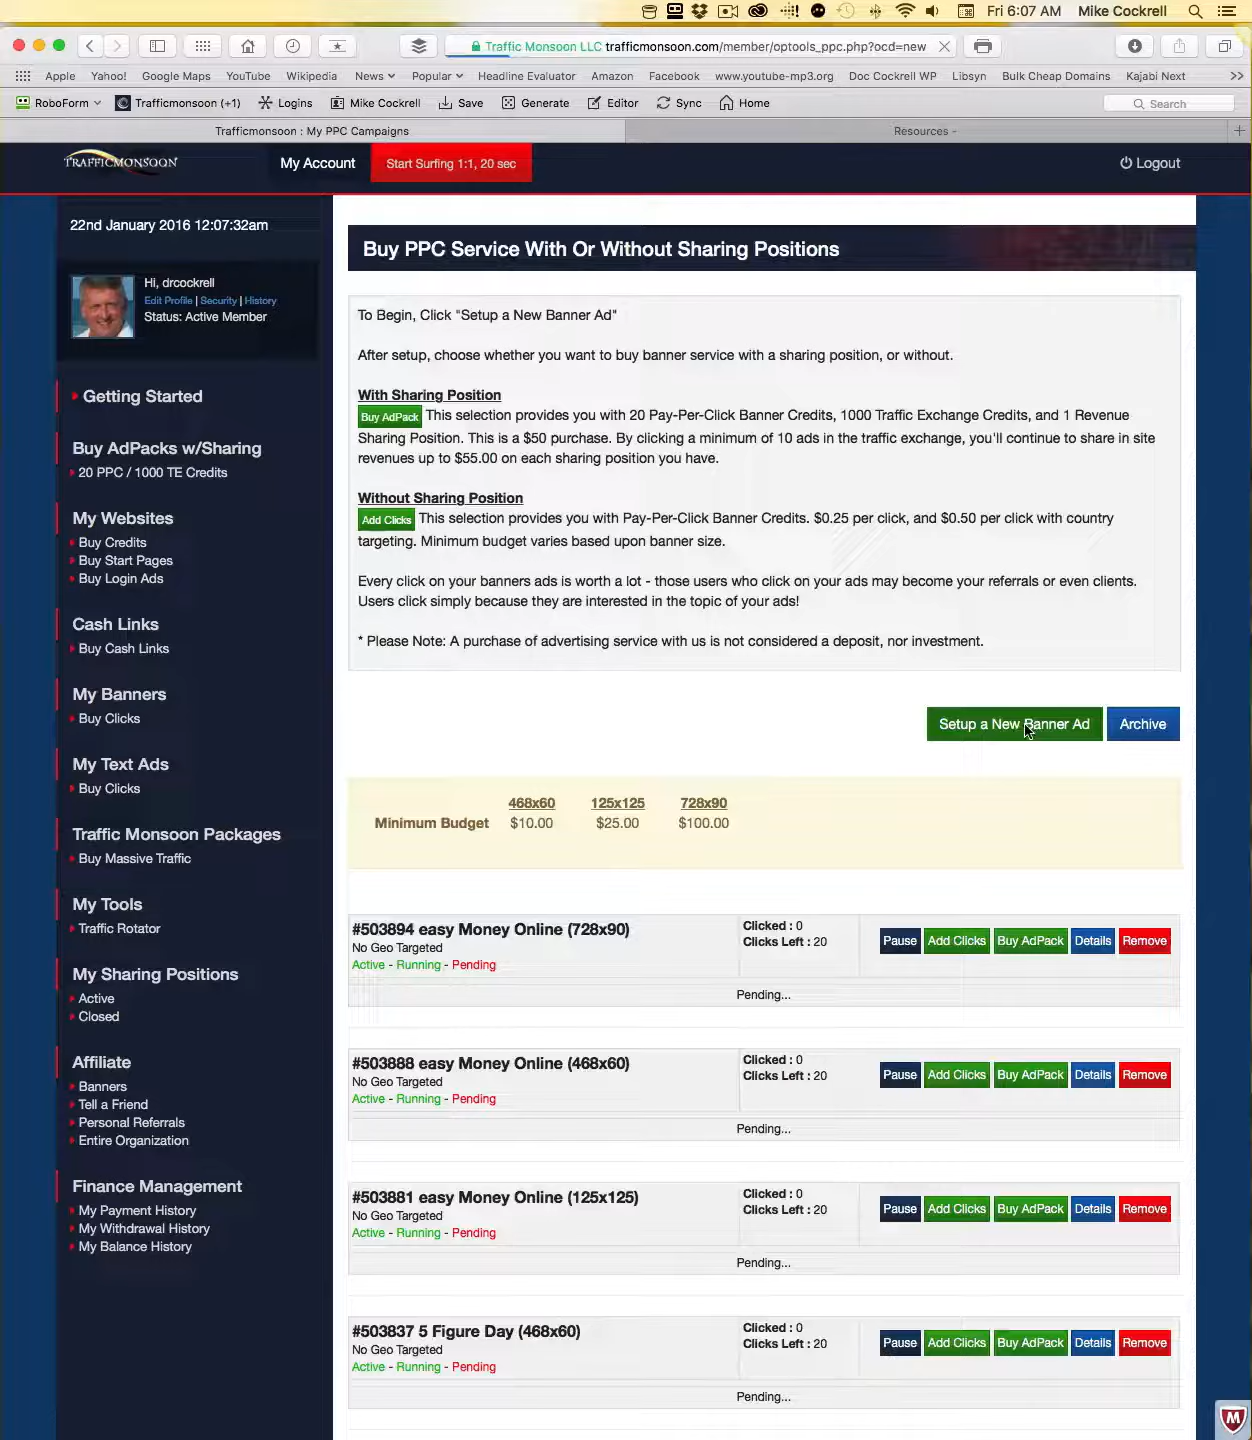 Fri 6:07 AM Mike Cockrell
Traffic Monsoon LLC trafficmonsoon.com/member/optools_ppc.php?ocd=new
Apple Yahoo! Google Maps YouTube Wikipedia News Popular Headline Evaluator Amazon Facebook www.youtube-mp3.org Doc Cockrell WP Libsyn Bulk Cheap Domains Kajabi Next >>
RoboForm Trafficmonsoon (+1) Logins Mike Cockrell Save Generate Editor Sync Home Search
Trafficmonsoon : My PPC Campaigns Resources - +
TRAFFICMONSOON My Account Start Surfing 1:1, 20 sec Logout
22nd January 2016 12:07:32am
Hi, drcockrell
Edit Profile | Security | History
Status: Active Member
Getting Started
Buy AdPacks w/Sharing
20 PPC / 1000 TE Credits
My Websites
Buy Credits
Buy Start Pages
Buy Login Ads
Cash Links
Buy Cash Links
My Banners
Buy Clicks
My Text Ads
Buy Clicks
Traffic Monsoon Packages
Buy Massive Traffic
My Tools
Traffic Rotator
My Sharing Positions
Active
Closed
Affiliate
Banners
Tell a Friend
Personal Referrals
Entire Organization
Finance Management
My Payment History
My Withdrawal History
My Balance History
Buy PPC Service With Or Without Sharing Positions
To Begin, Click "Setup a New Banner Ad"
After setup, choose whether you want to buy banner service with a sharing position, or without.
With Sharing Position
Buy AdPack This selection provides you with 20 Pay-Per-Click Banner Credits, 1000 Traffic Exchange Credits, and 1 Revenue
Sharing Position. This is a $50 purchase. By clicking a minimum of 10 ads in the traffic exchange, you'll continue to share in site
revenues up to $55.00 on each sharing position you have.
Without Sharing Position
Add Clicks This selection provides you with Pay-Per-Click Banner Credits. $0.25 per click, and $0.50 per click with country
targeting. Minimum budget varies based upon banner size.
Every click on your banners ads is worth a lot - those users who click on your ads may become your referrals or even clients.
Users click simply because they are interested in the topic of your ads!
* Please Note: A purchase of advertising service with us is not considered a deposit, nor investment.
Setup a New Banner Ad Archive
468x60 125x125 728x90
Minimum Budget $10.00 $25.00 $100.00
#503894 easy Money Online (728x90)
No Geo Targeted
Active - Running - Pending
Clicked : 0
Clicks Left : 20
Pause Add Clicks Buy AdPack Details Remove
Pending...
#503888 easy Money Online (468x60)
No Geo Targeted
Active - Running - Pending
Clicked : 0
Clicks Left : 20
Pause Add Clicks Buy AdPack Details Remove
Pending...
#503881 easy Money Online (125x125)
No Geo Targeted
Active - Running - Pending
Clicked : 0
Clicks Left : 20
Pause Add Clicks Buy AdPack Details Remove
Pending...
#503837 5 Figure Day (468x60)
No Geo Targeted
Active - Running - Pending
Clicked : 0
Clicks Left : 20
Pause Add Clicks Buy AdPack Details Remove
Pending...
M